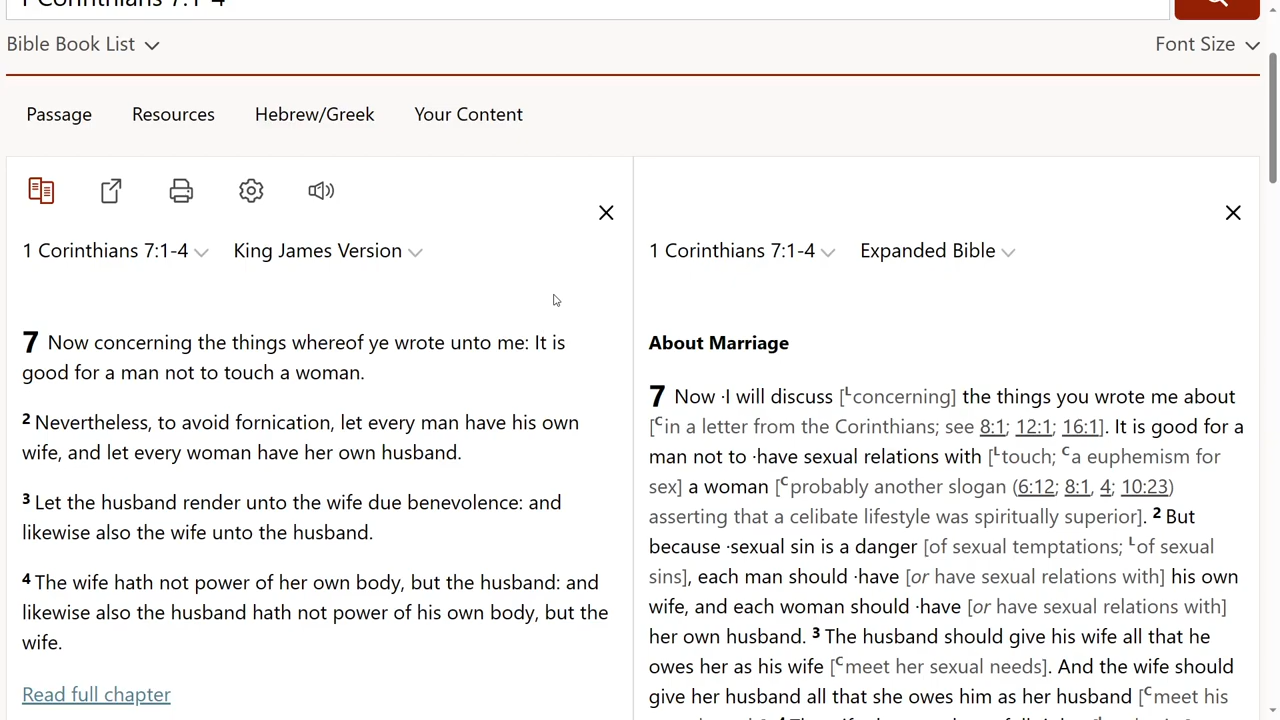 1 Corinthians 7:1-4
Bible Book List
Font Size
Passage Resources Hebrew/Greek Your Content
1 Corinthians 7:1-4 King James Version
7 Now concerning the things whereof ye wrote unto me: It is
good for a man not to touch a woman.
2 Nevertheless, to avoid fornication, let every man have his own
wife, and let every woman have her own husband.
3 Let the husband render unto the wife due benevolence: and
likewise also the wife unto the husband.
4 The wife hath not power of her own body, but the husband: and
likewise also the husband hath not power of his own body, but the
wife.
Read full chapter
1 Corinthians 7:1-4 Expanded Bible
About Marriage
7 Now ·I will discuss [Lconcerning] the things you wrote me about
[Cin a letter from the Corinthians; see 8:1; 12:1; 16:1]. It is good for a
man not to ·have sexual relations with [Ltouch; Ca euphemism for
sex] a woman [Cprobably another slogan (6:12; 8:1, 4; 10:23)
asserting that a celibate lifestyle was spiritually superior]. 2 But
because ·sexual sin is a danger [of sexual temptations; Lof sexual
sins], each man should ·have [or have sexual relations with] his own
wife, and each woman should ·have [or have sexual relations with]
her own husband. 3 The husband should give his wife all that he
owes her as his wife [Cmeet her sexual needs]. And the wife should
give her husband all that she owes him as her husband [Cmeet his